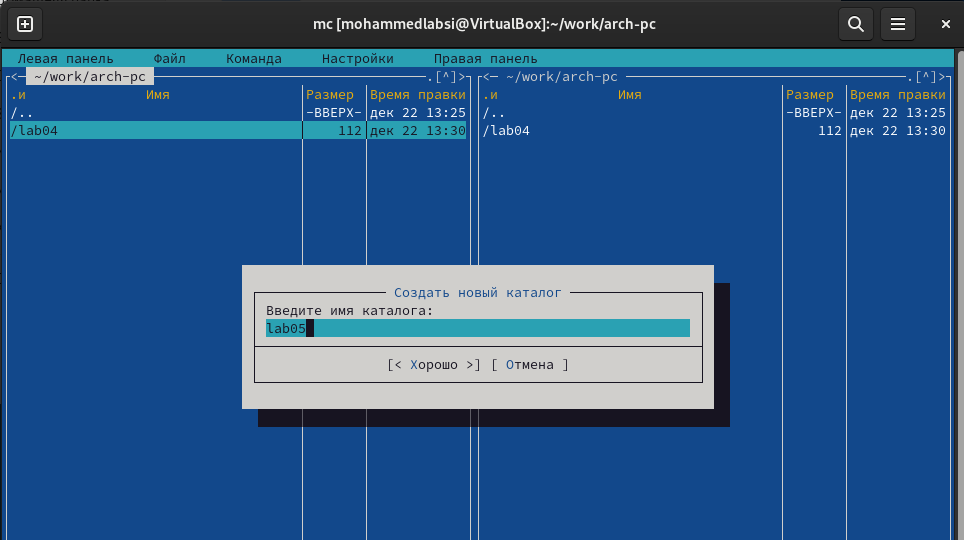 mc [mohammedlabsi@VirtualBox]:~/work/arch-pc
Левая панель Файл Команда Настройки Правая панель
<— ~/work/arch-pc .[^]> <— ~/work/arch-pc .[^]>
.и Имя Размер Время правки .и Имя Размер Время правки
/.. -ВВЕРХ- дек 22 13:25 /.. -ВВЕРХ- дек 22 13:25
/lab04 112 дек 22 13:30 /lab04 112 дек 22 13:30
Создать новый каталог
Введите имя каталога:
lab05
[< Хорошо >] [ Отмена ]